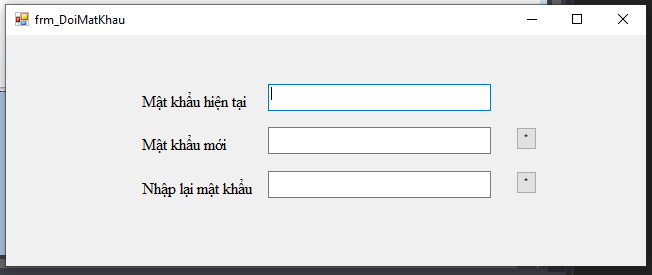 frm_DoiMatKhau
Mật khẩu hiện tại
Mật khẩu mới
*
Nhập lại mật khẩu
*